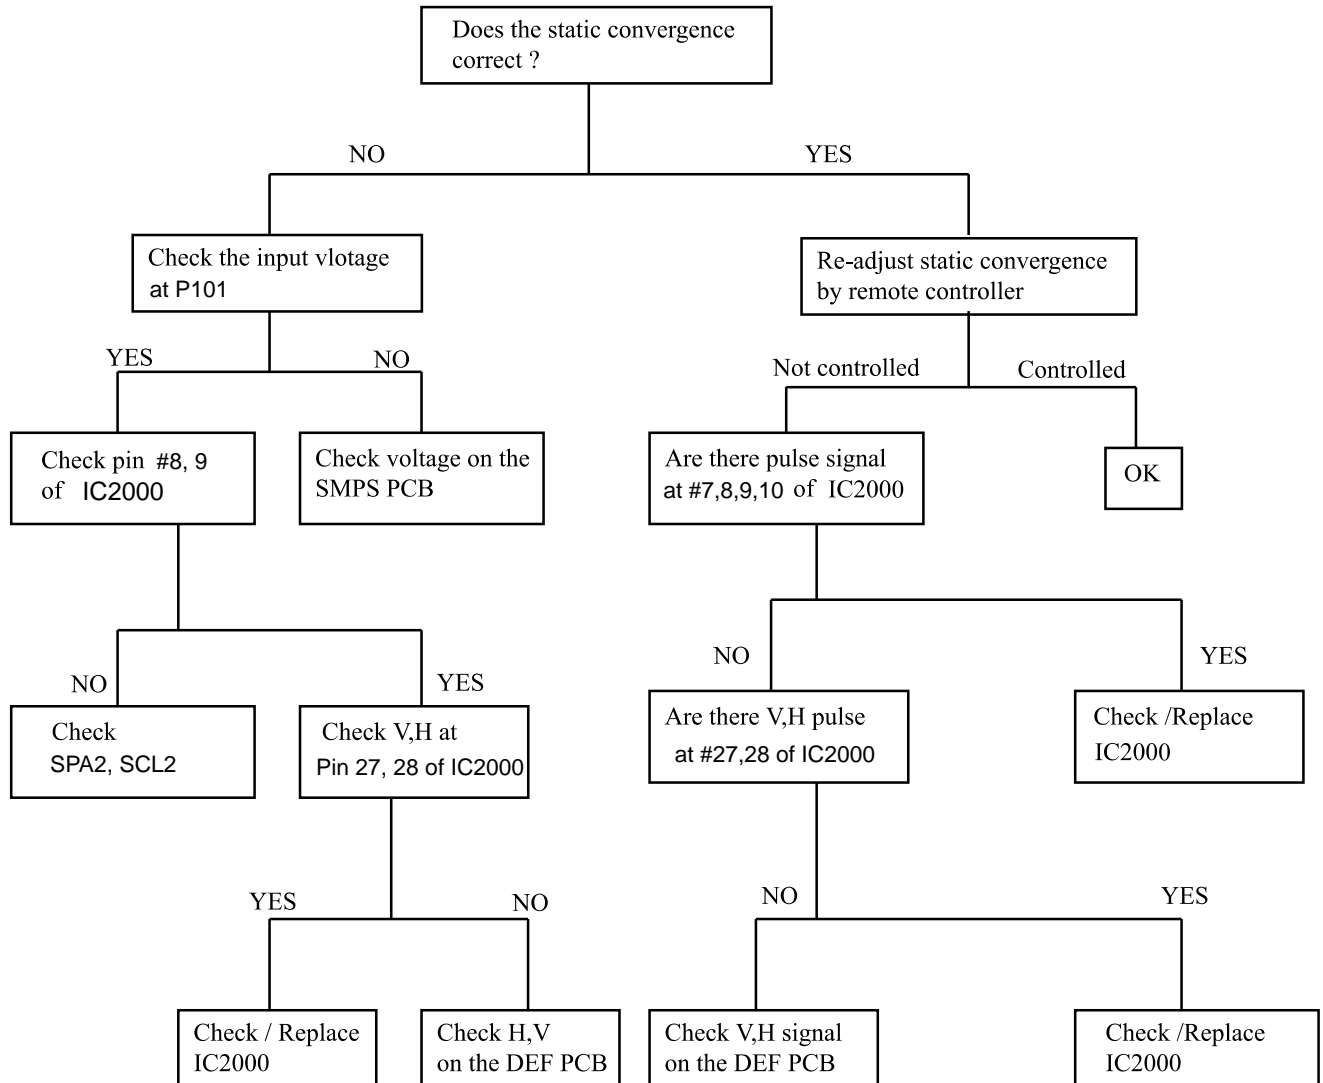 Does the static convergence
correct ?
NO
YES
Check the input vlotage
at P101
Re-adjust static convergence
by remote controller
YES
NO
Not controlled
Controlled
Check pin #8, 9
of IC2000
Check voltage on the
SMPS PCB
Are there pulse signal
at #7,8,9,10 of IC2000
OK
NO
YES
NO
YES
Check
SPA2, SCL2
Check V,H at
Pin 27, 28 of IC2000
Are there V,H pulse
at #27,28 of IC2000
Check /Replace
IC2000
YES
NO
NO
YES
Check / Replace
IC2000
Check H,V
on the DEF PCB
Check V,H signal
on the DEF PCB
Check /Replace
IC2000